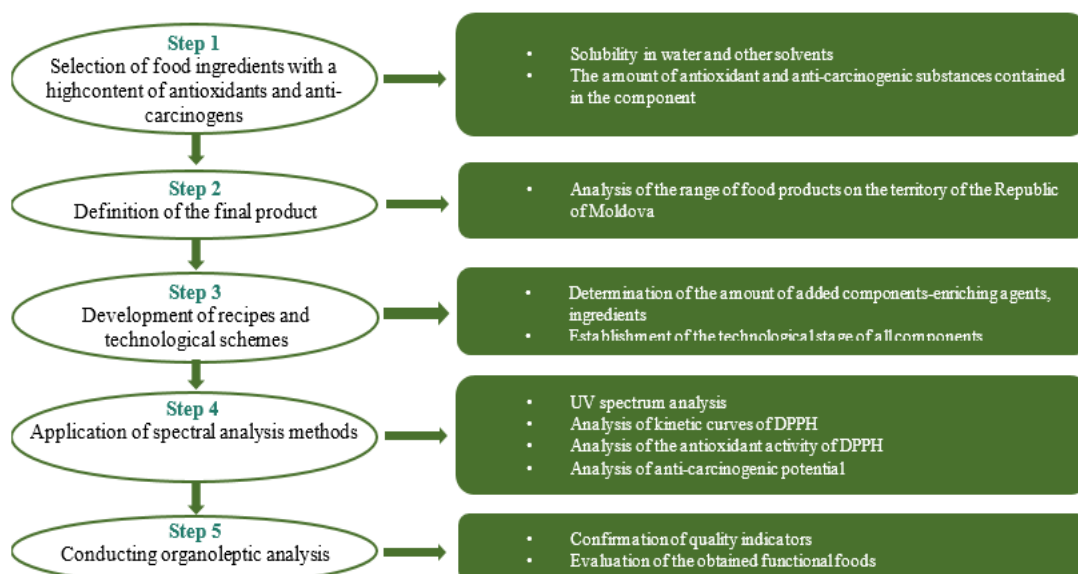 Step 1
Selection of food ingredients with a
highcontent of antioxidants and anti-
carcinogens
• Solubility in water and other solvents
• The amount of antioxidant and anti-carcinogenic substances contained
in the component
Step 2
Definition of the final product
• Analysis of the range of food products on the territory of the Republic
of Moldova
Step 3
Development of recipes and
technological schemes
• Determination of the amount of added components-enriching agents,
ingredients
• Establishment of the technological stage of all components
Step 4
Application of spectral analysis methods
• UV spectrum analysis
• Analysis of kinetic curves of DPPH
• Analysis of the antioxidant activity of DPPH
• Analysis of anti-carcinogenic potential
Step 5
Conducting organoleptic analysis
• Confirmation of quality indicators
• Evaluation of the obtained functional foods